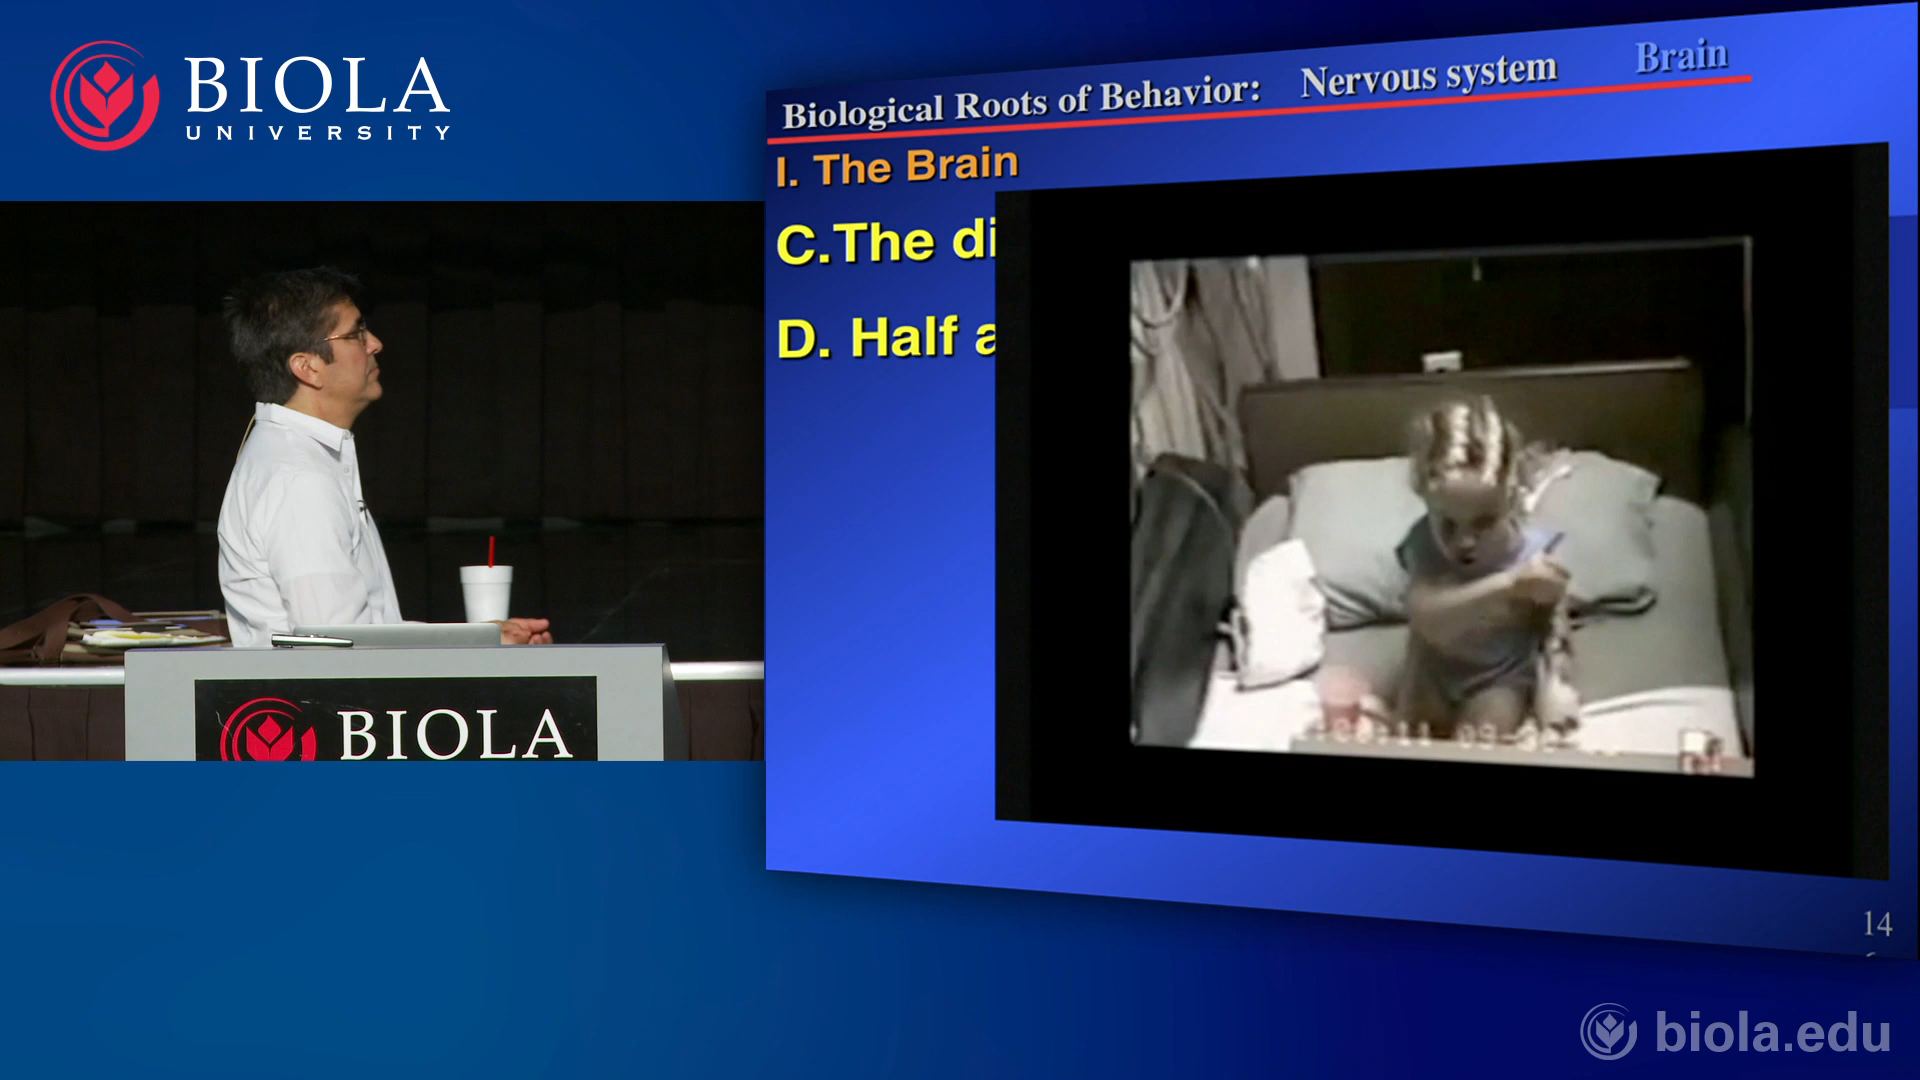 BIOLA
UNIVERSITY
Biological Roots of Behavior: Nervous system Brain
I. The Brain
C.The di
D. Half a
BIOLA
14
biola.edu